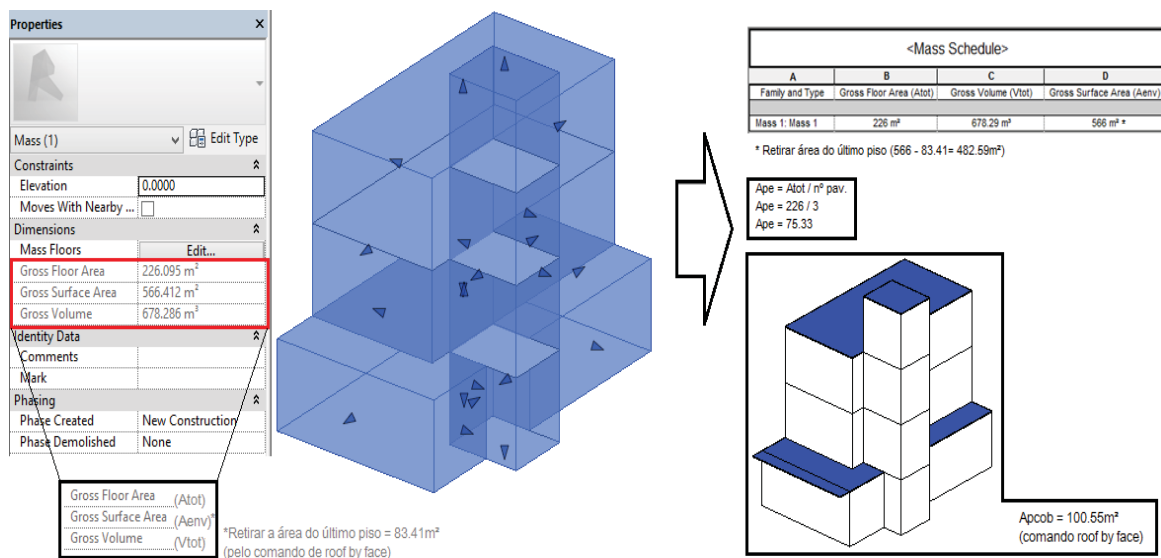 Properties
Mass (1)
Edit Type
Constraints
Elevation 0.0000
Moves With Nearby ...
Dimensions
Mass Floors Edit...
Gross Floor Area 226.095 m²
Gross Surface Area 566.412 m²
Gross Volume 678.286 m³
Identity Data
Comments
Mark
Phasing
Phase Created New Construction
Phase Demolished None
Gross Floor Area (Atot)
Gross Surface Area (Aenv)*
Gross Volume (Vtot)
*Retirar a área do último piso = 83.41m²
(pelo comando de roof by face)
<Mass Schedule>
A B C D
Family and Type Gross Floor Area (Atot) Gross Volume (Vtot) Gross Surface Area (Aenv)
Mass 1: Mass 1 226 m² 678.29 m³ 566 m² *
* Retirar área do último piso (566 - 83.41= 482.59m²)
Ape = Atot / nº pav.
Ape = 226 / 3
Ape = 75.33
Apcob = 100.55m²
(comando roof by face)